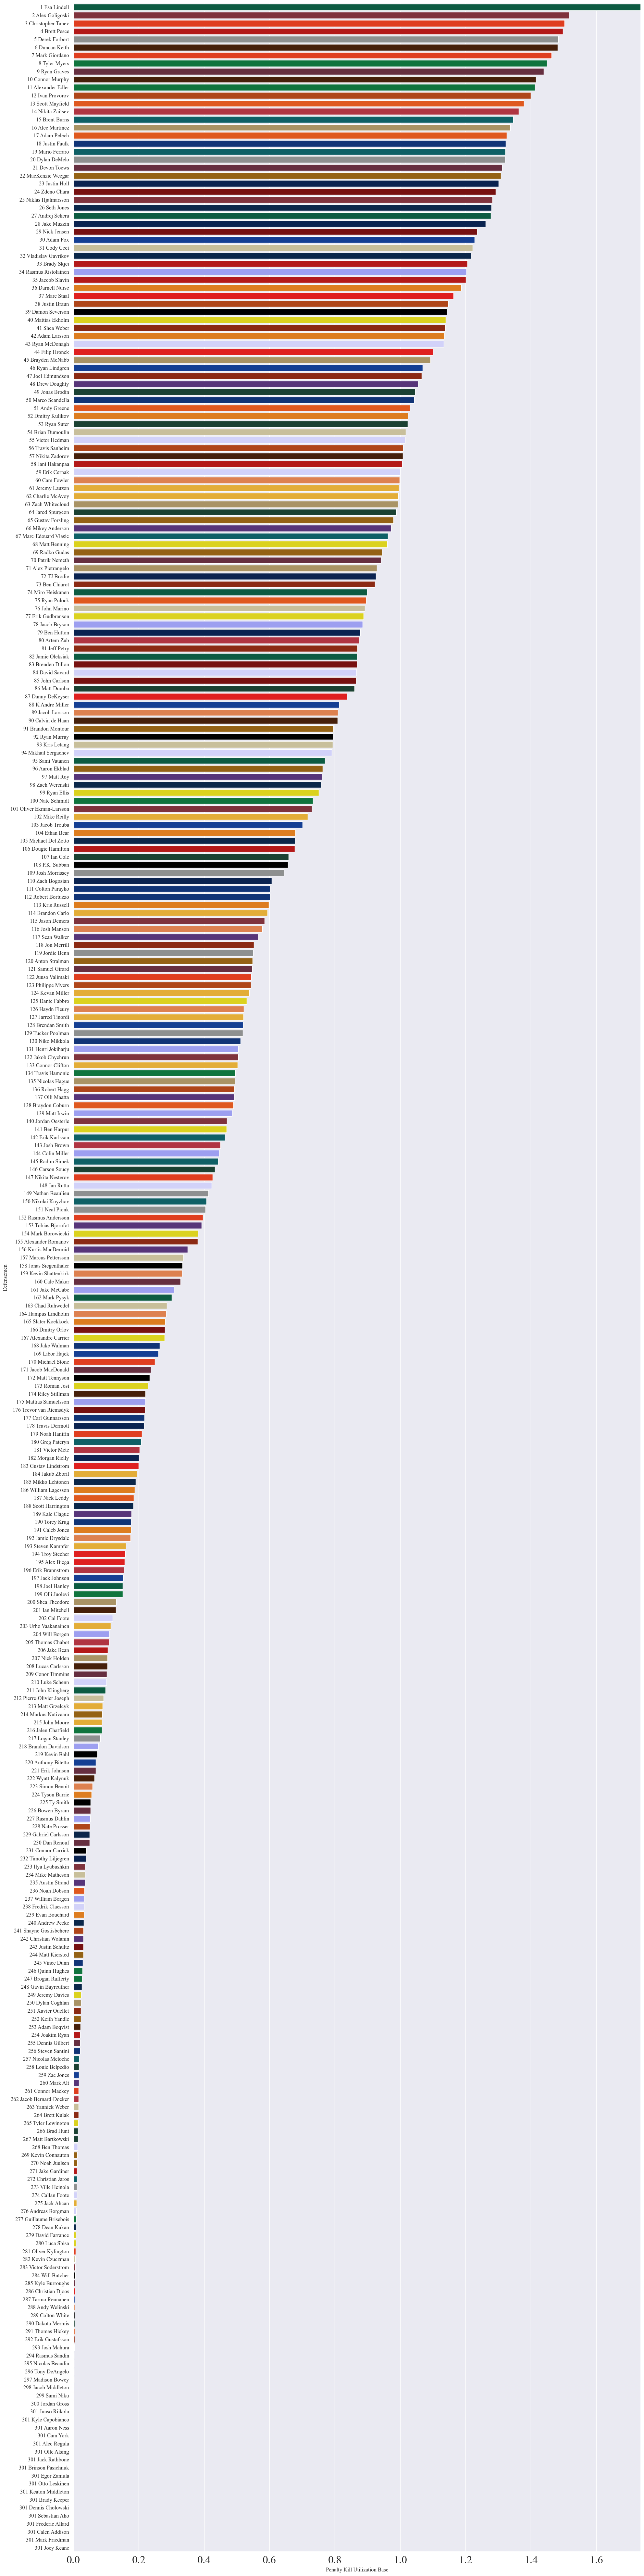 1 Esa Lindell
2 Alex Goligoski
3 Christopher Tanev
4 Brett Pesce
5 Derek Forbort
6 Duncan Keith
7 Mark Giordano
8 Tyler Myers
9 Ryan Graves
10 Connor Murphy
11 Alexander Edler
12 Ivan Provorov
13 Scott Mayfield
14 Nikita Zaitsev
15 Brent Burns
16 Alec Martinez
17 Adam Pelech
18 Justin Faulk
19 Mario Ferraro
20 Dylan DeMelo
21 Devon Toews
22 MacKenzie Weegar
23 Justin Holl
24 Zdeno Chara
25 Niklas Hjalmarsson
26 Seth Jones
27 Andrej Sekera
28 Jake Muzzin
29 Nick Jensen
30 Adam Fox
31 Cody Ceci
32 Vladislav Gavrikov
33 Brady Skjei
34 Rasmus Ristolainen
35 Jaccob Slavin
36 Darnell Nurse
37 Marc Staal
38 Justin Braun
39 Damon Severson
40 Mattias Ekholm
41 Shea Weber
42 Adam Larsson
43 Ryan McDonagh
44 Filip Hronek
45 Brayden McNabb
46 Ryan Lindgren
47 Joel Edmundson
48 Drew Doughty
49 Jonas Brodin
50 Marco Scandella
51 Andy Greene
52 Dmitry Kulikov
53 Ryan Suter
54 Brian Dumoulin
55 Victor Hedman
56 Travis Sanheim
57 Nikita Zadorov
58 Jani Hakanpaa
59 Erik Cernak
60 Cam Fowler
61 Jeremy Lauzon
62 Charlie McAvoy
63 Zach Whitecloud
64 Jared Spurgeon
65 Gustav Forsling
66 Mikey Anderson
67 Marc-Edouard Vlasic
68 Matt Benning
69 Radko Gudas
70 Patrik Nemeth
71 Alex Pietrangelo
72 TJ Brodie
73 Ben Chiarot
74 Miro Heiskanen
75 Ryan Pulock
76 John Marino
77 Erik Gudbranson
78 Jacob Bryson
79 Ben Hutton
80 Artem Zub
81 Jeff Petry
82 Jamie Oleksiak
83 Brenden Dillon
84 David Savard
85 John Carlson
86 Matt Dumba
87 Danny DeKeyser
88 K'Andre Miller
89 Jacob Larsson
90 Calvin de Haan
91 Brandon Montour
92 Ryan Murray
93 Kris Letang
94 Mikhail Sergachev
95 Sami Vatanen
96 Aaron Ekblad
97 Matt Roy
98 Zach Werenski
99 Ryan Ellis
100 Nate Schmidt
101 Oliver Ekman-Larsson
102 Mike Reilly
103 Jacob Trouba
104 Ethan Bear
105 Michael Del Zotto
106 Dougie Hamilton
107 Ian Cole
108 P.K. Subban
109 Josh Morrissey
110 Zach Bogosian
111 Colton Parayko
112 Robert Bortuzzo
113 Kris Russell
114 Brandon Carlo
115 Jason Demers
116 Josh Manson
117 Sean Walker
118 Jon Merrill
119 Jordie Benn
120 Anton Stralman
121 Samuel Girard
122 Juuso Valimaki
123 Philippe Myers
124 Kevan Miller
125 Dante Fabbro
126 Haydn Fleury
127 Jarred Tinordi
128 Brendan Smith
129 Tucker Poolman
130 Niko Mikkola
131 Henri Jokiharju
132 Jakob Chychrun
133 Connor Clifton
134 Travis Hamonic
135 Nicolas Hague
136 Robert Hagg
137 Olli Maatta
138 Braydon Coburn
139 Matt Irwin
140 Jordan Oesterle
141 Ben Harpur
142 Erik Karlsson
143 Josh Brown
144 Colin Miller
145 Radim Simek
146 Carson Soucy
147 Nikita Nesterov
148 Jan Rutta
149 Nathan Beaulieu
150 Nikolai Knyzhov
151 Neal Pionk
152 Rasmus Andersson
153 Tobias Bjornfot
154 Mark Borowiecki
155 Alexander Romanov
156 Kurtis MacDermid
157 Marcus Pettersson
158 Jonas Siegenthaler
159 Kevin Shattenkirk
160 Cale Makar
161 Jake McCabe
162 Mark Pysyk
163 Chad Ruhwedel
164 Hampus Lindholm
165 Slater Koekkoek
166 Dmitry Orlov
167 Alexandre Carrier
168 Jake Walman
169 Libor Hajek
170 Michael Stone
171 Jacob MacDonald
172 Matt Tennyson
173 Roman Josi
174 Riley Stillman
175 Mattias Samuelsson
176 Trevor van Riemsdyk
177 Carl Gunnarsson
178 Travis Dermott
179 Noah Hanifin
180 Greg Pateryn
181 Victor Mete
182 Morgan Rielly
183 Gustav Lindstrom
184 Jakub Zboril
185 Mikko Lehtonen
186 William Lagesson
187 Nick Leddy
188 Scott Harrington
189 Kale Clague
190 Torey Krug
191 Caleb Jones
192 Jamie Drysdale
193 Steven Kampfer
194 Troy Stecher
195 Alex Biega
196 Erik Brannstrom
197 Jack Johnson
198 Joel Hanley
199 Olli Juolevi
200 Shea Theodore
201 Ian Mitchell
202 Cal Foote
203 Urho Vaakanainen
204 Will Borgen
205 Thomas Chabot
206 Jake Bean
207 Nick Holden
208 Lucas Carlsson
209 Conor Timmins
210 Luke Schenn
211 John Klingberg
212 Pierre-Olivier Joseph
213 Matt Grzelcyk
214 Markus Nutivaara
215 John Moore
216 Jalen Chatfield
217 Logan Stanley
218 Brandon Davidson
219 Kevin Bahl
220 Anthony Bitetto
221 Erik Johnson
222 Wyatt Kalynuk
223 Simon Benoit
224 Tyson Barrie
225 Ty Smith
226 Bowen Byram
227 Rasmus Dahlin
228 Nate Prosser
229 Gabriel Carlsson
230 Dan Renouf
231 Connor Carrick
232 Timothy Liljegren
233 Ilya Lyubushkin
234 Mike Matheson
235 Austin Strand
236 Noah Dobson
237 William Borgen
238 Fredrik Claesson
239 Evan Bouchard
240 Andrew Peeke
241 Shayne Gostisbehere
242 Christian Wolanin
243 Justin Schultz
244 Matt Kiersted
245 Vince Dunn
246 Quinn Hughes
247 Brogan Rafferty
248 Gavin Bayreuther
249 Jeremy Davies
250 Dylan Coghlan
251 Xavier Ouellet
252 Keith Yandle
253 Adam Boqvist
254 Joakim Ryan
255 Dennis Gilbert
256 Steven Santini
257 Nicolas Meloche
258 Louie Belpedio
259 Zac Jones
260 Mark Alt
261 Connor Mackey
262 Jacob Bernard-Docker
263 Yannick Weber
264 Brett Kulak
265 Tyler Lewington
266 Brad Hunt
267 Matt Bartkowski
268 Ben Thomas
269 Kevin Connauton
270 Noah Juulsen
271 Jake Gardiner
272 Christian Jaros
273 Ville Heinola
274 Callan Foote
275 Jack Ahcan
276 Andreas Borgman
277 Guillaume Brisebois
278 Dean Kukan
279 David Farrance
280 Luca Sbisa
281 Oliver Kylington
282 Kevin Czuczman
283 Victor Soderstrom
284 Will Butcher
285 Kyle Burroughs
286 Christian Djoos
287 Tarmo Reunanen
288 Andy Welinski
289 Colton White
290 Dakota Mermis
291 Thomas Hickey
292 Erik Gustafsson
293 Josh Mahura
294 Rasmus Sandin
295 Nicolas Beaudin
296 Tony DeAngelo
297 Madison Bowey
298 Jacob Middleton
299 Sami Niku
300 Jordan Gross
301 Juuso Riikola
301 Kyle Capobianco
301 Aaron Ness
301 Cam York
301 Alec Regula
301 Olle Alsing
301 Jack Rathbone
301 Brinson Pasichnuk
301 Egor Zamula
301 Otto Leskinen
301 Keaton Middleton
301 Brady Keeper
301 Dennis Cholowski
301 Sebastian Aho
301 Frederic Allard
301 Calen Addison
301 Mark Friedman
301 Joey Keane
Defensemen
0.0 0.2 0.4 0.6 0.8 1.0 1.2 1.4 1.6
Penalty Kill Utilization Base